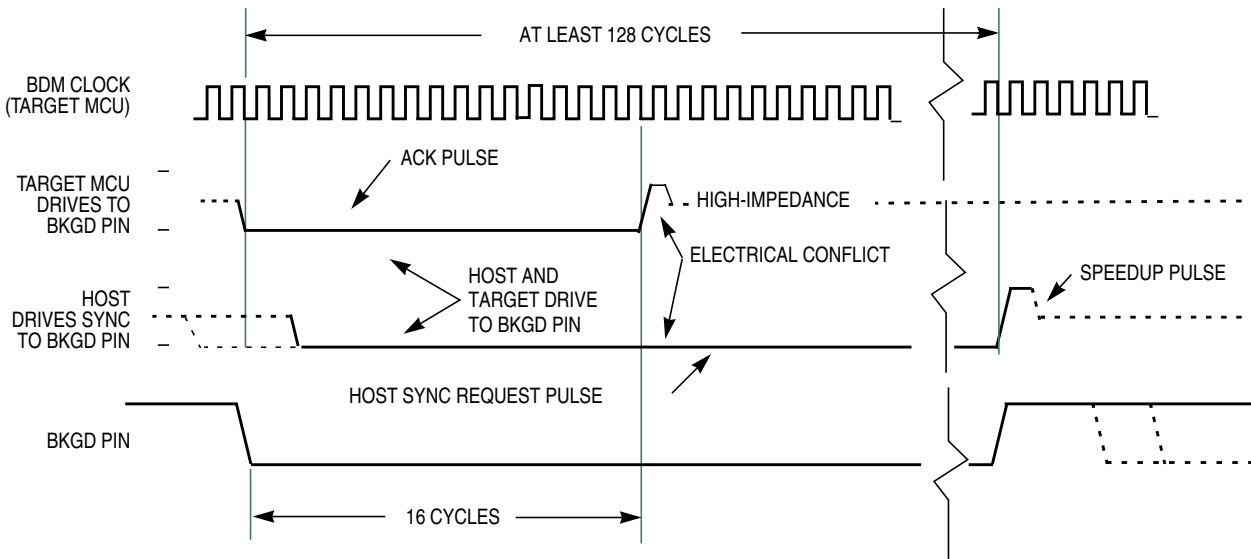 AT LEAST 128 CYCLES
BDM CLOCK
(TARGET MCU)
ACK PULSE
TARGET MCU
DRIVES TO
BKGD PIN
HIGH-IMPEDANCE
ELECTRICAL CONFLICT
HOST AND
TARGET DRIVE
TO BKGD PIN
SPEEDUP PULSE
HOST
DRIVES SYNC
TO BKGD PIN
HOST SYNC REQUEST PULSE
BKGD PIN
16 CYCLES